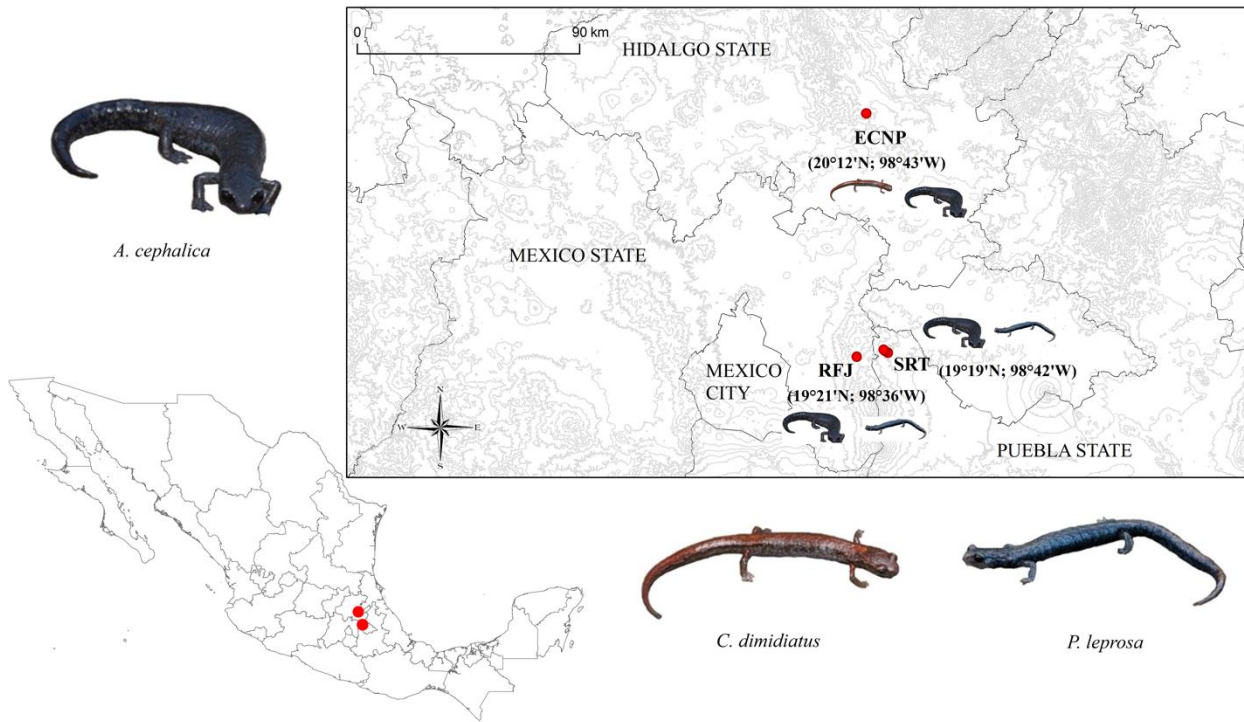 0
90 km
HIDALGO STATE
ECNP
(20°12'N; 98°43'W)
A. cephalica
MEXICO STATE
MEXICO
CITY
RFJ
(19°21'N; 98°36'W)
SRT
(19°19'N; 98°42'W)
N
W
E
S
PUEBLA STATE
C. dimidiatus
P. leprosa